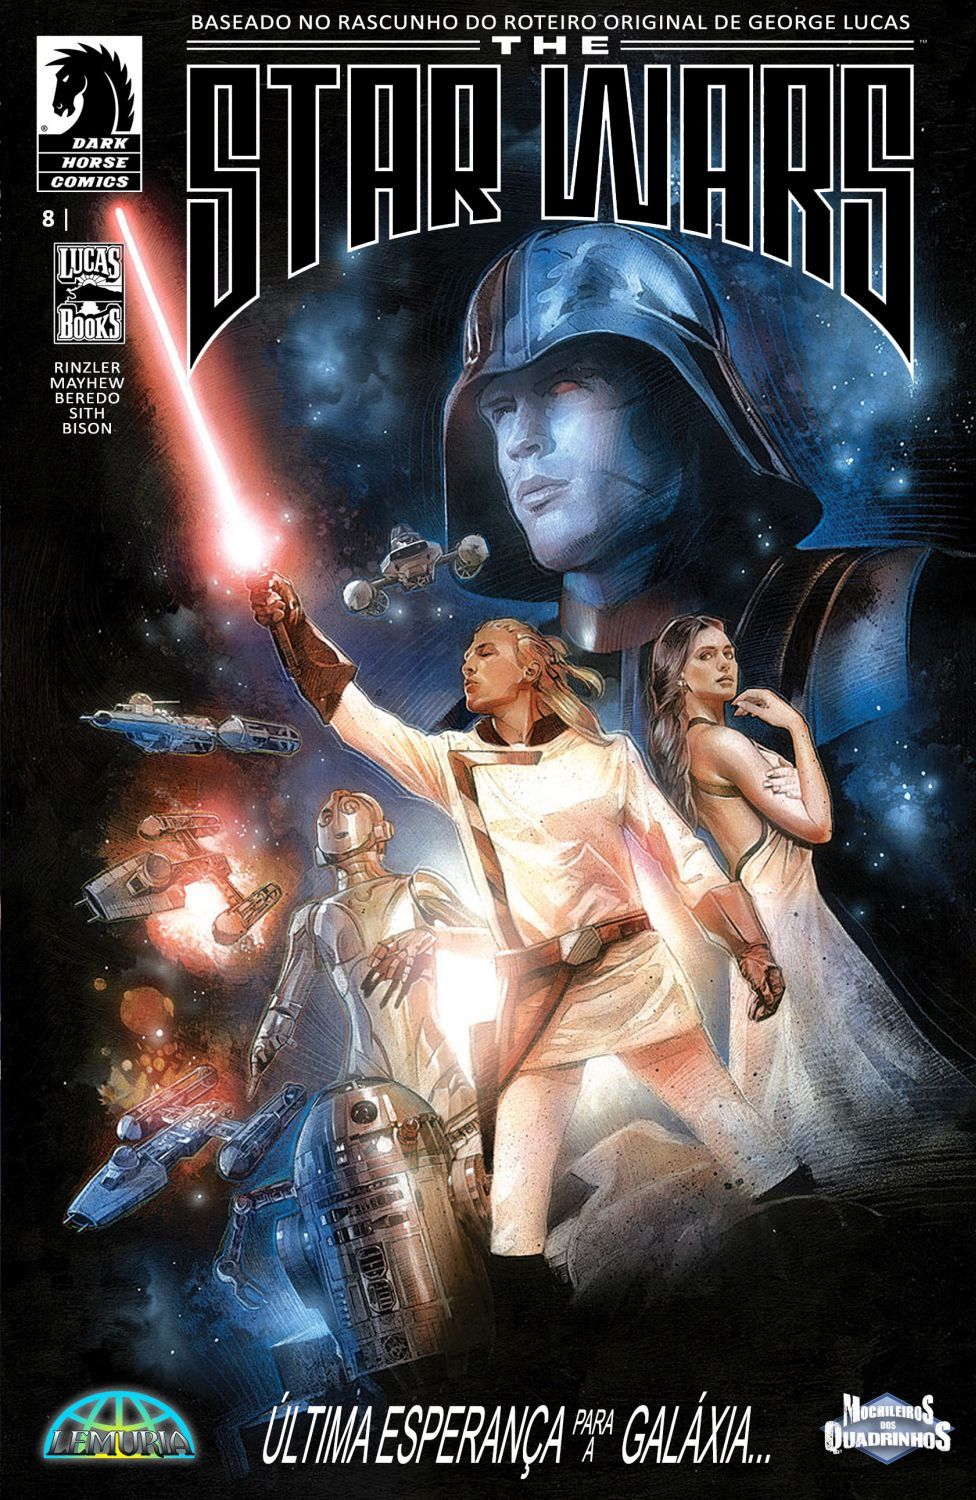 BASEADO NO RASCUNHO DO ROTEIRO ORIGINAL DE GEORGE LUCAS
THE
STAR WARS
™
DARK
HORSE
COMICS
®
8 |
LUCAS
BOOKS
RINZLER
MAYHEW
BEREDO
SITH
BISON
LEMURIA
ÚLTIMA ESPERANÇA PARA A GALÁXIA...
MOCHILEIROS
DOS
QUADRINHOS